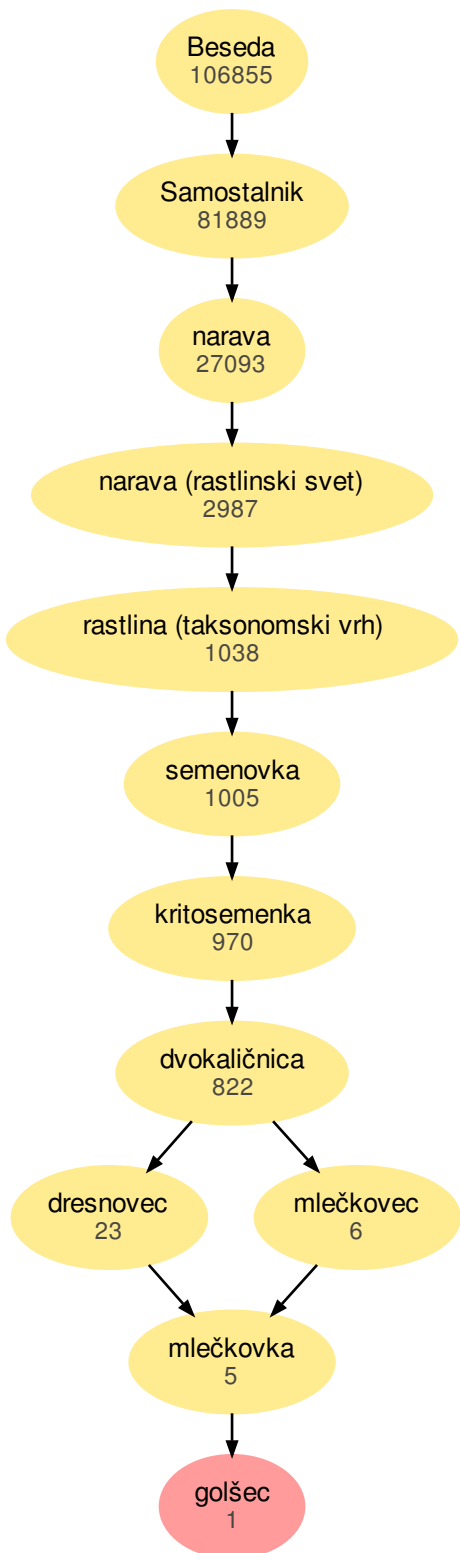 Beseda
106855
Samostalnik
81889
narava
27093
narava (rastlinski svet)
2987
rastlina (taksonomski vrh)
1038
semenovka
1005
kritosemenka
970
dvokaličnica
822
dresnovec
23
mlečkovec
6
mlečkovka
5
golšec
1